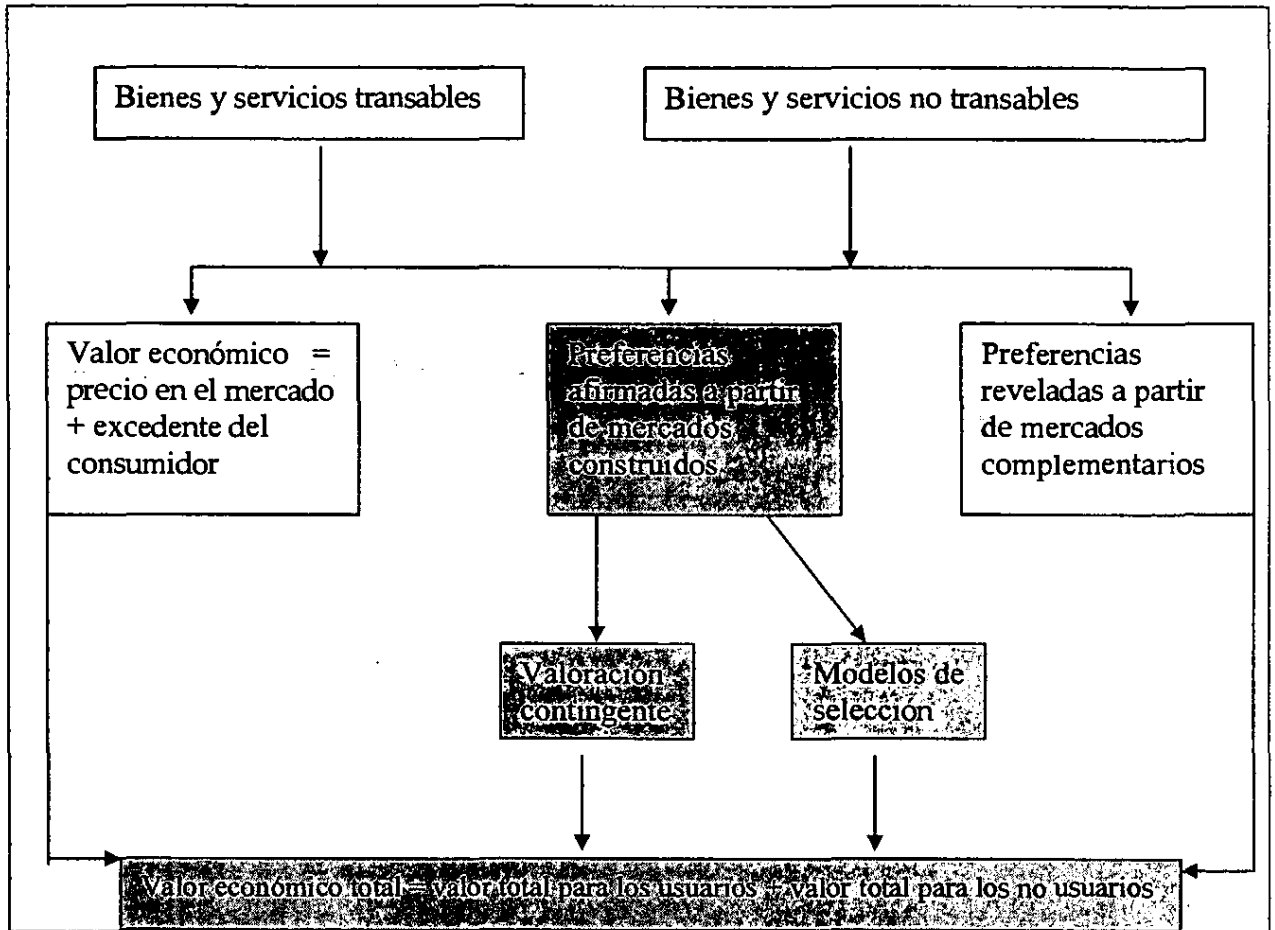 Bienes y servicios transables
Bienes y servicios no transables
Valor económico =
precio en el mercado
+ excedente del
consumidor
Preferencias
afirmadas a partir
de mercados
construidos
Preferencias
reveladas a partir
de mercados
complementarios
Valoración
contingente
Modelos de
selección
Valor económico total = valor total para los usuarios + valor total para los no usuarios